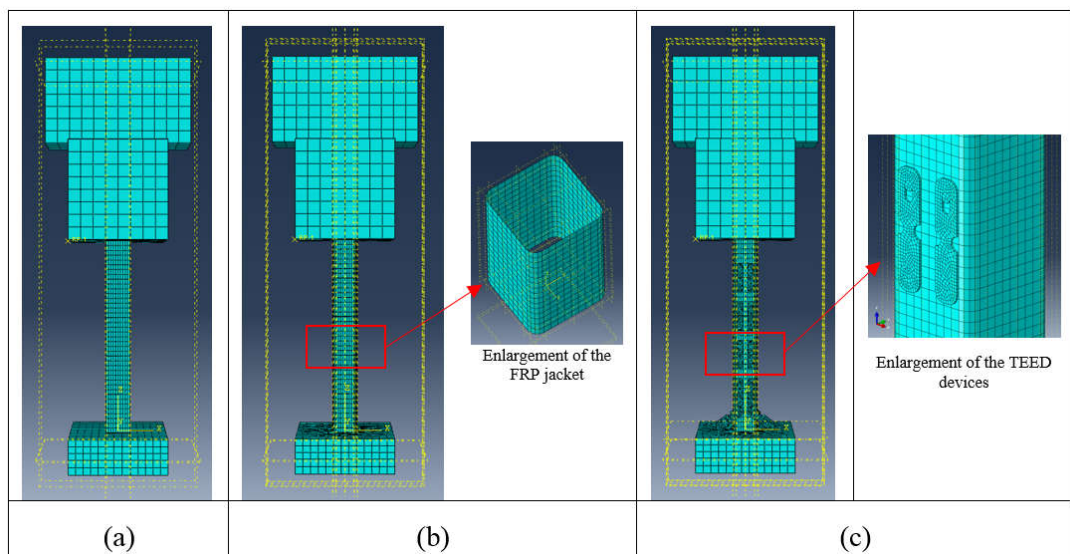 Enlargement of the
FRP jacket
Enlargement of the TEED
devices
(a)
(b)
(c)